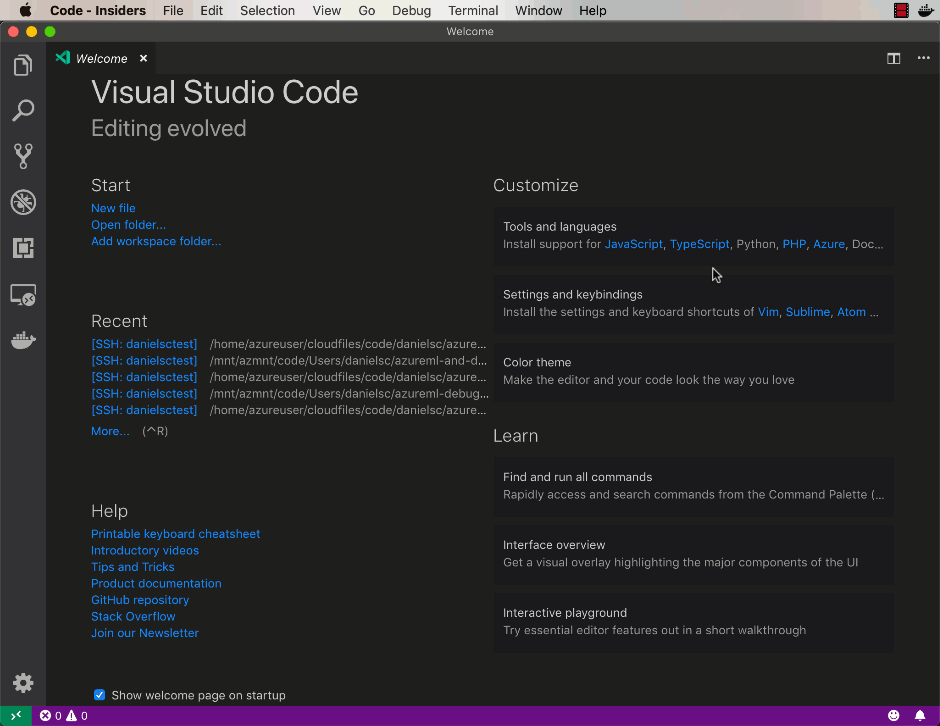 Code - Insiders File Edit Selection View Go Debug Terminal Window Help
Welcome
Welcome
Visual Studio Code
Editing evolved
Start
New file
Open folder...
Add workspace folder...
Recent
[SSH: danielsctest] /home/azureuser/cloudfiles/code/danielsc/azure...
[SSH: danielsctest] /mnt/azmnt/code/Users/danielsc/azureml-and-d...
[SSH: danielsctest] /home/azureuser/cloudfiles/code/danielsc/azure...
[SSH: danielsctest] /mnt/azmnt/code/Users/danielsc/azureml-debug...
[SSH: danielsctest] /home/azureuser/cloudfiles/code/danielsc/azure...
More... (^R)
Help
Printable keyboard cheatsheet
Introductory videos
Tips and Tricks
Product documentation
GitHub repository
Stack Overflow
Join our Newsletter
Customize
Tools and languages
Install support for JavaScript, TypeScript, Python, PHP, Azure, Doc...
Settings and keybindings
Install the settings and keyboard shortcuts of Vim, Sublime, Atom ...
Color theme
Make the editor and your code look the way you love
Learn
Find and run all commands
Rapidly access and search commands from the Command Palette (...
Interface overview
Get a visual overlay highlighting the major components of the UI
Interactive playground
Try essential editor features out in a short walkthrough
Show welcome page on startup
0 0